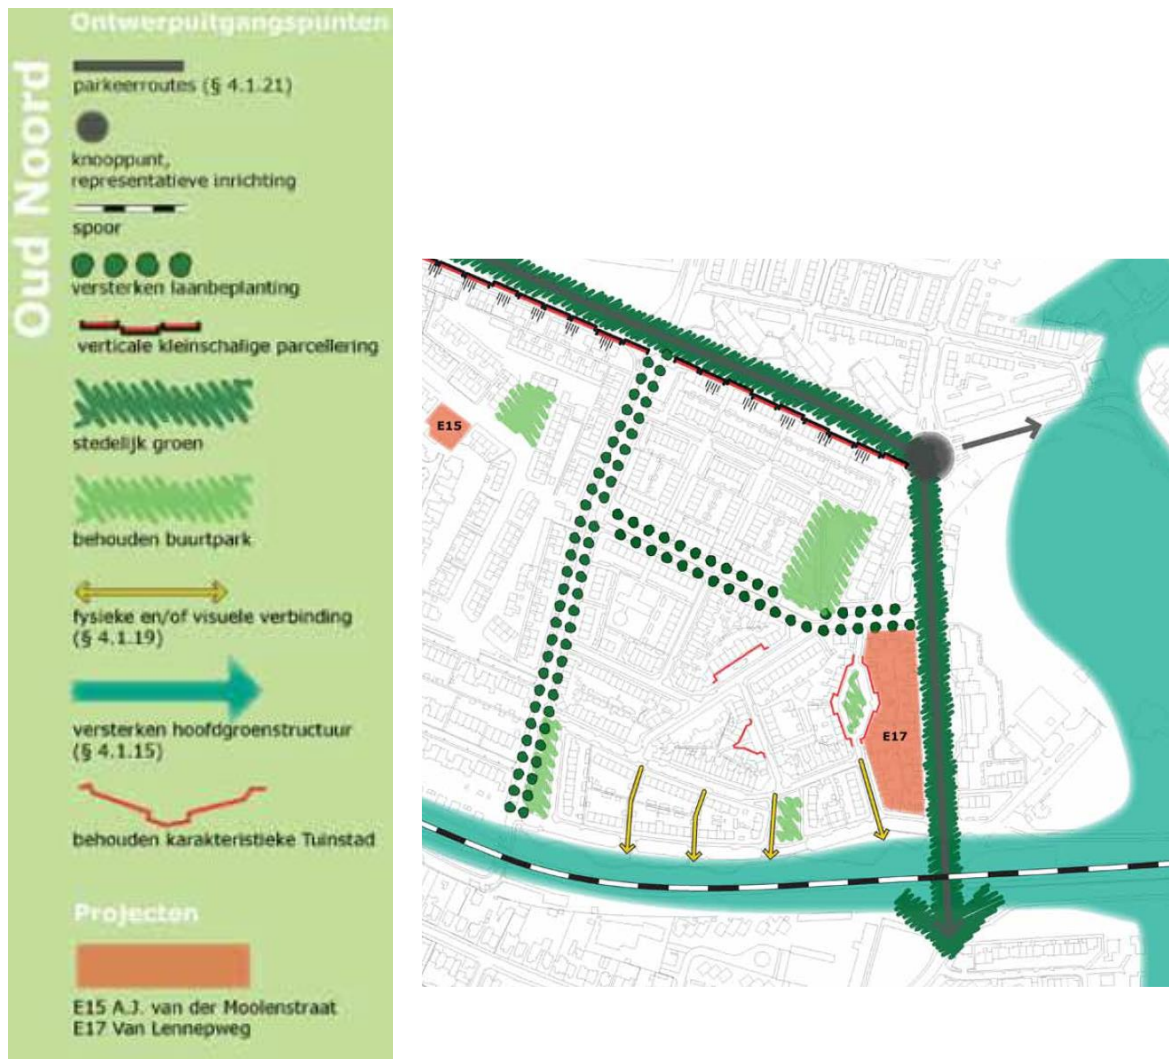 Oud Noord
Ontwerpuitgangspunten
parkeerroutes (§ 4.1.21)
knooppunt,
representatieve inrichting
spoor
versterken laanbeplanting
verticale kleinschalige parcellering
stedelijk groen
behouden buurtpark
fysieke en/of visuele verbinding
(§ 4.1.19)
versterken hoofdgroenstructuur
(§ 4.1.15)
behouden karakteristieke Tuinstad
Projecten
E15 A.J. van der Moolenstraat
E17 Van Lennepweg
E15
E17